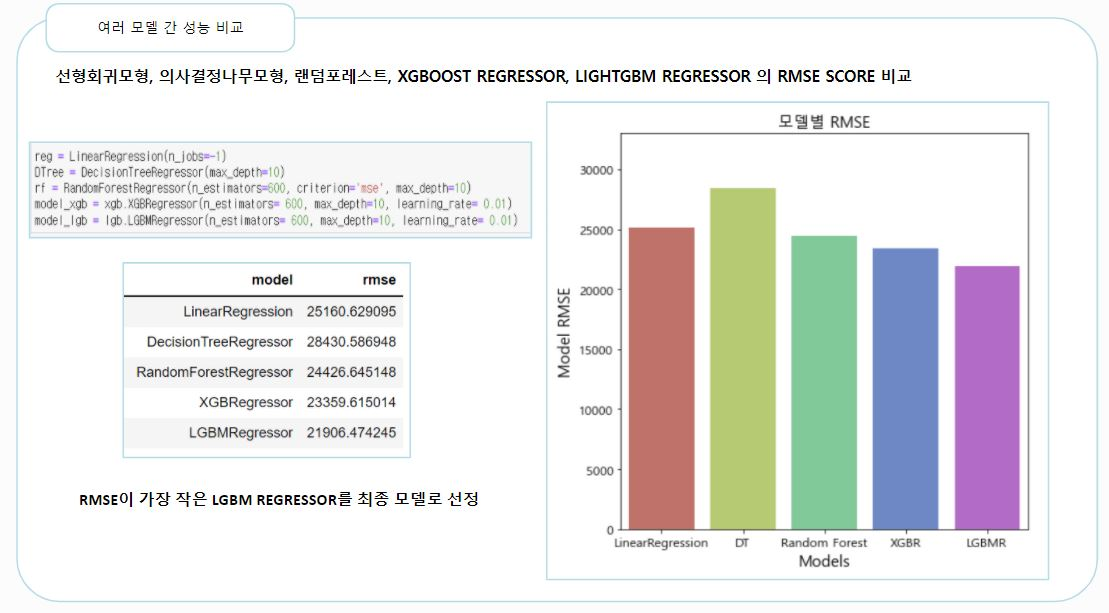 여러 모델 간 성능 비교
선형회귀모형, 의사결정나무모형, 랜덤포레스트, XGBOOST REGRESSOR, LIGHTGBM REGRESSOR 의 RMSE SCORE 비교
reg = LinearRegression(n_jobs=-1)
DTree = DecisionTreeRegressor(max_depth=10)
rf = RandomForestRegressor(n_estimators=600, criterion='mse', max_depth=10)
model_xgb = xgb.XGBRegressor(n_estimators= 600, max_depth=10, learning_rate= 0.01)
model_lgb = lgb.LGBMRegressor(n_estimators= 600, max_depth=10, learning_rate= 0.01)
model rmse
LinearRegression 25160.629095
DecisionTreeRegressor 28430.586948
RandomForestRegressor 24426.645148
XGBRegressor 23359.615014
LGBMRegressor 21906.474245
RMSE이 가장 작은 LGBM REGRESSOR를 최종 모델로 선정
모델별 RMSE
Model RMSE
30000
25000
20000
15000
10000
5000
0
LinearRegression DT Random Forest XGBR LGBMR
Models